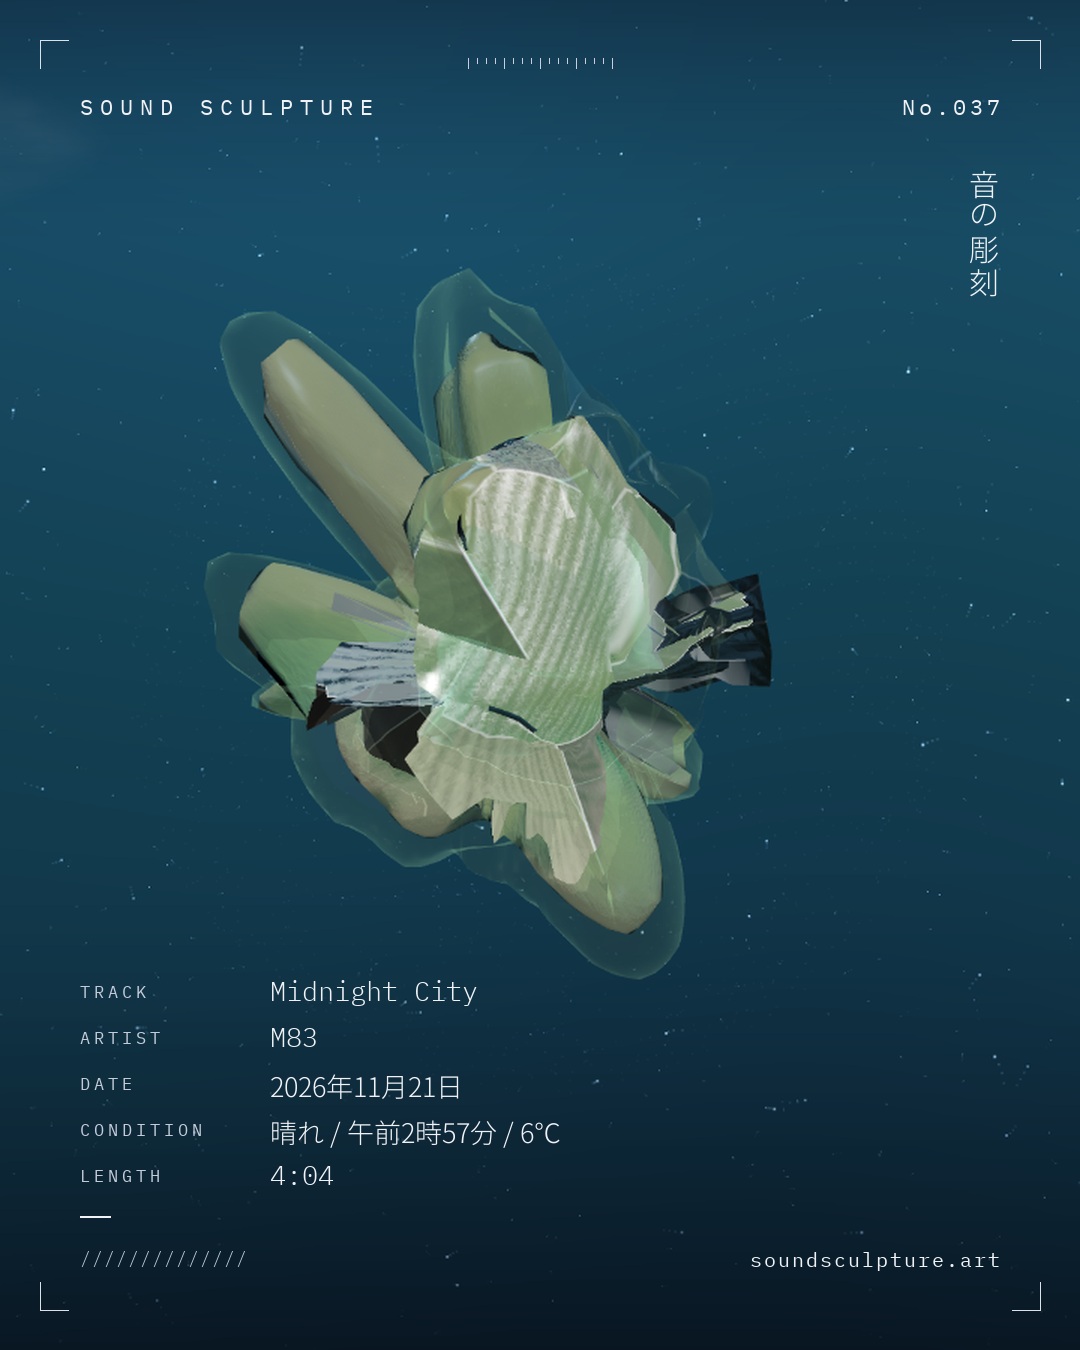 SOUND SCULPTURE
No.037
音の彫刻
TRACK Midnight City
ARTIST M83
DATE 2026年11月21日
CONDITION 晴れ / 午前2時57分 / 6°C
LENGTH 4:04
//////////////
soundsculpture.art